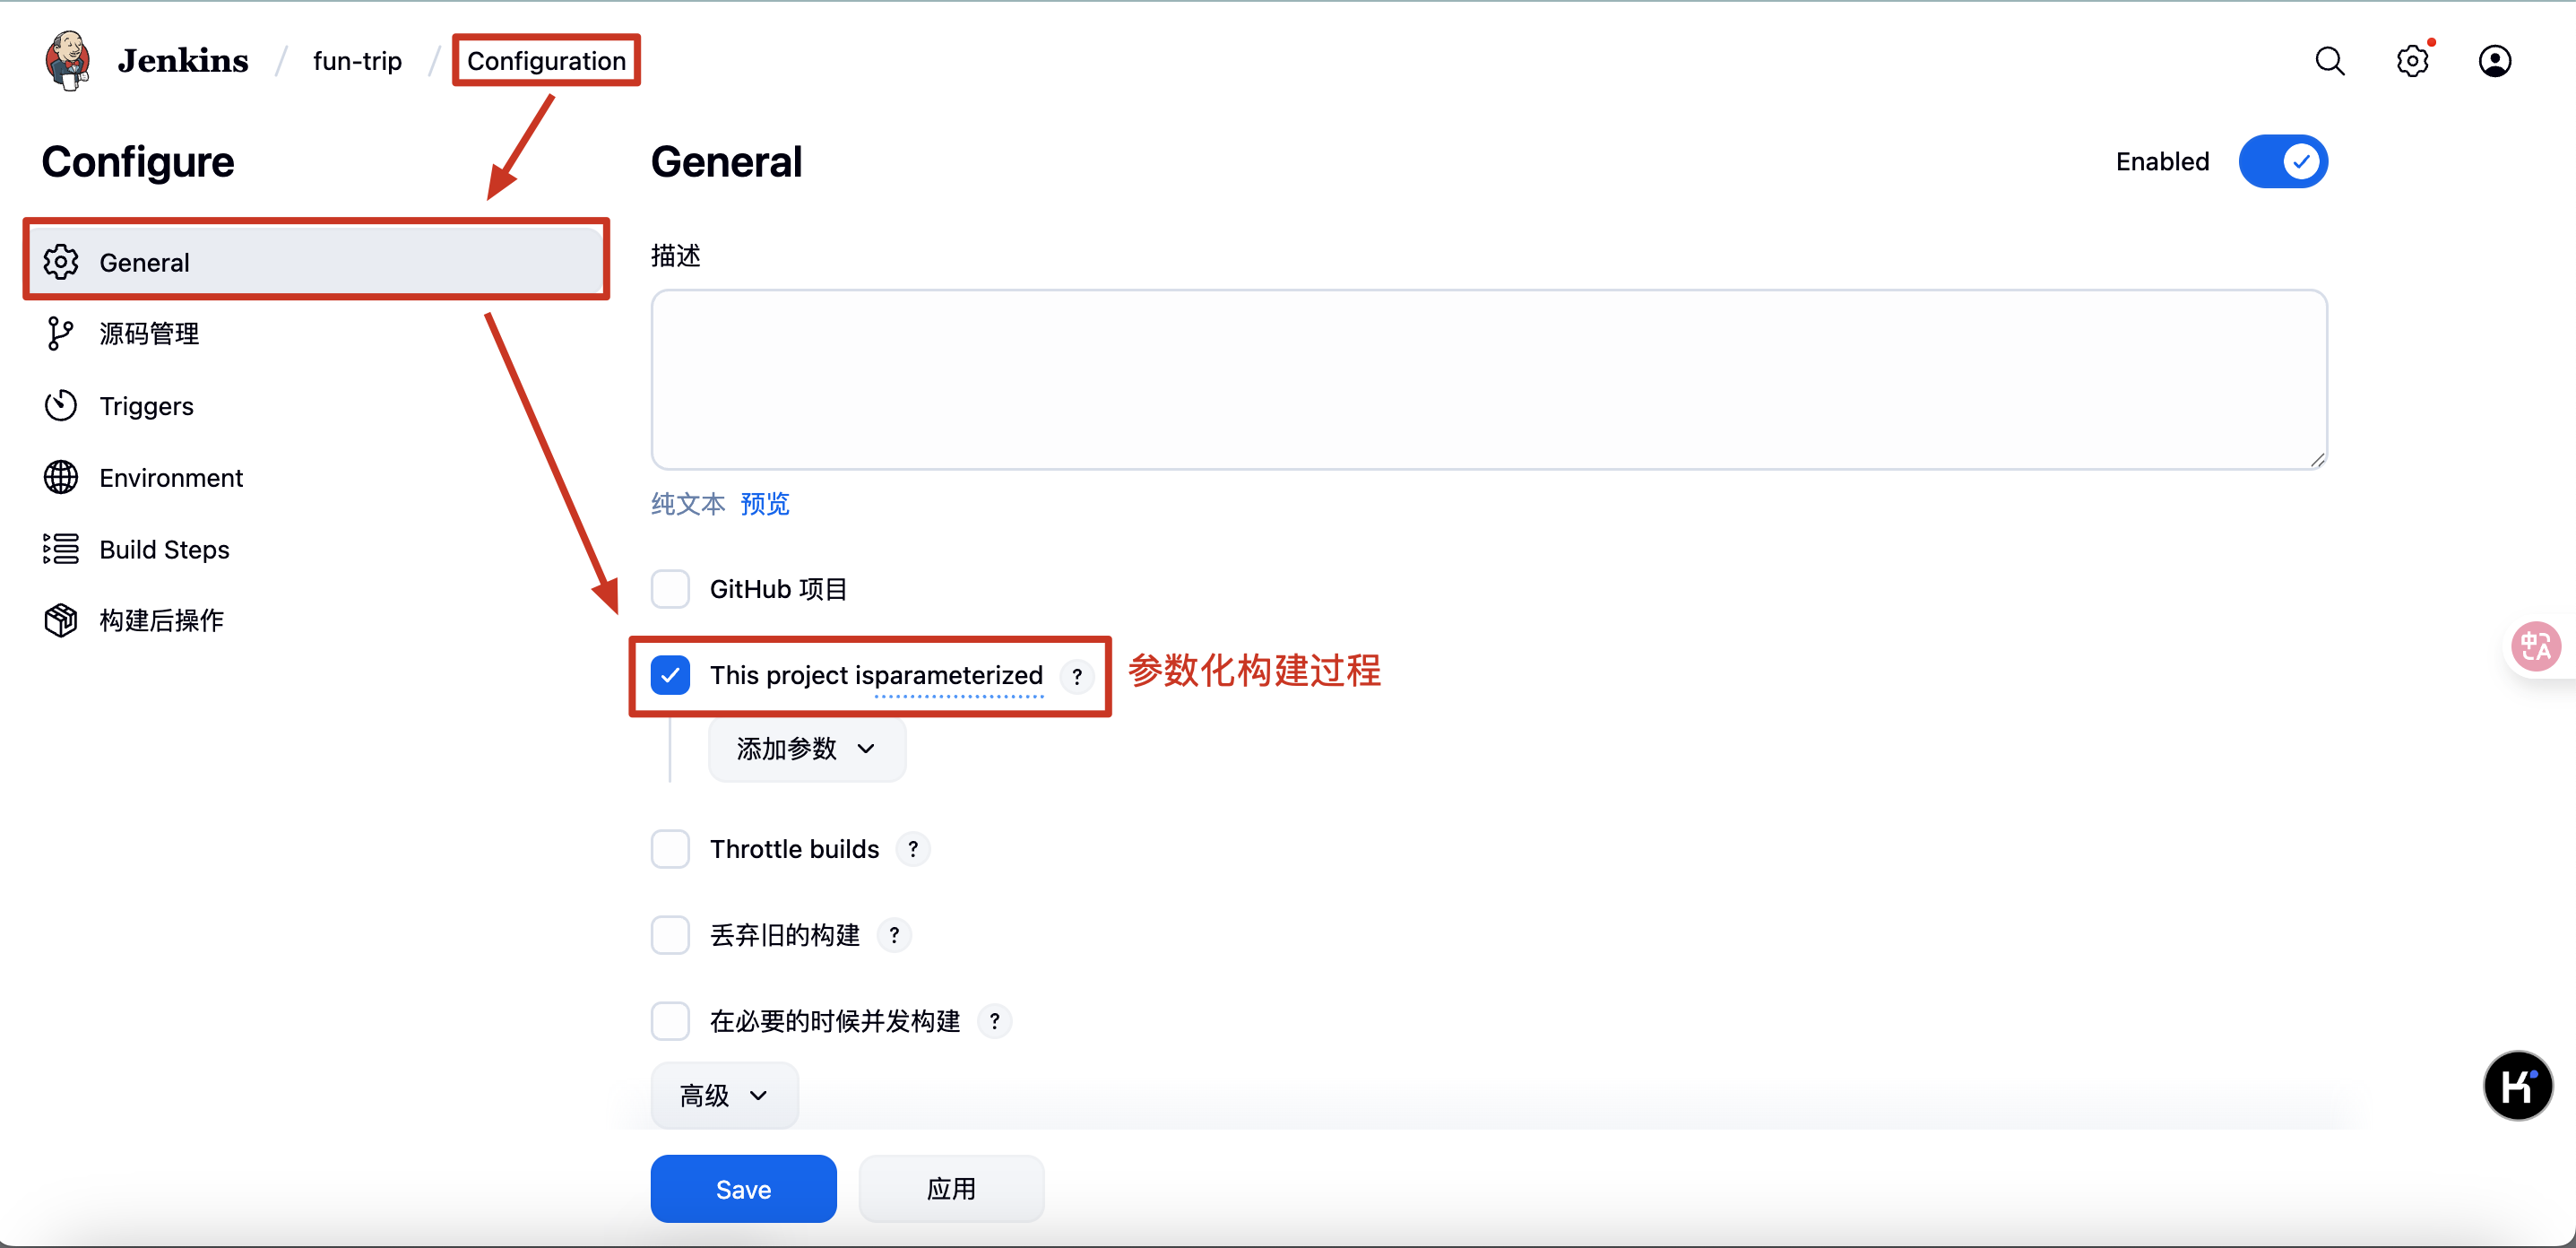 Jenkins / fun-trip / Configuration
Configure
General
源码管理
Triggers
Environment
Build Steps
构建后操作
General
Enabled
描述
纯文本 预览
GitHub 项目
This project isparameterized ? 参数化构建过程
添加参数
Throttle builds ?
丢弃旧的构建 ?
在必要的时候并发构建 ?
高级
Save 应用
中A
K